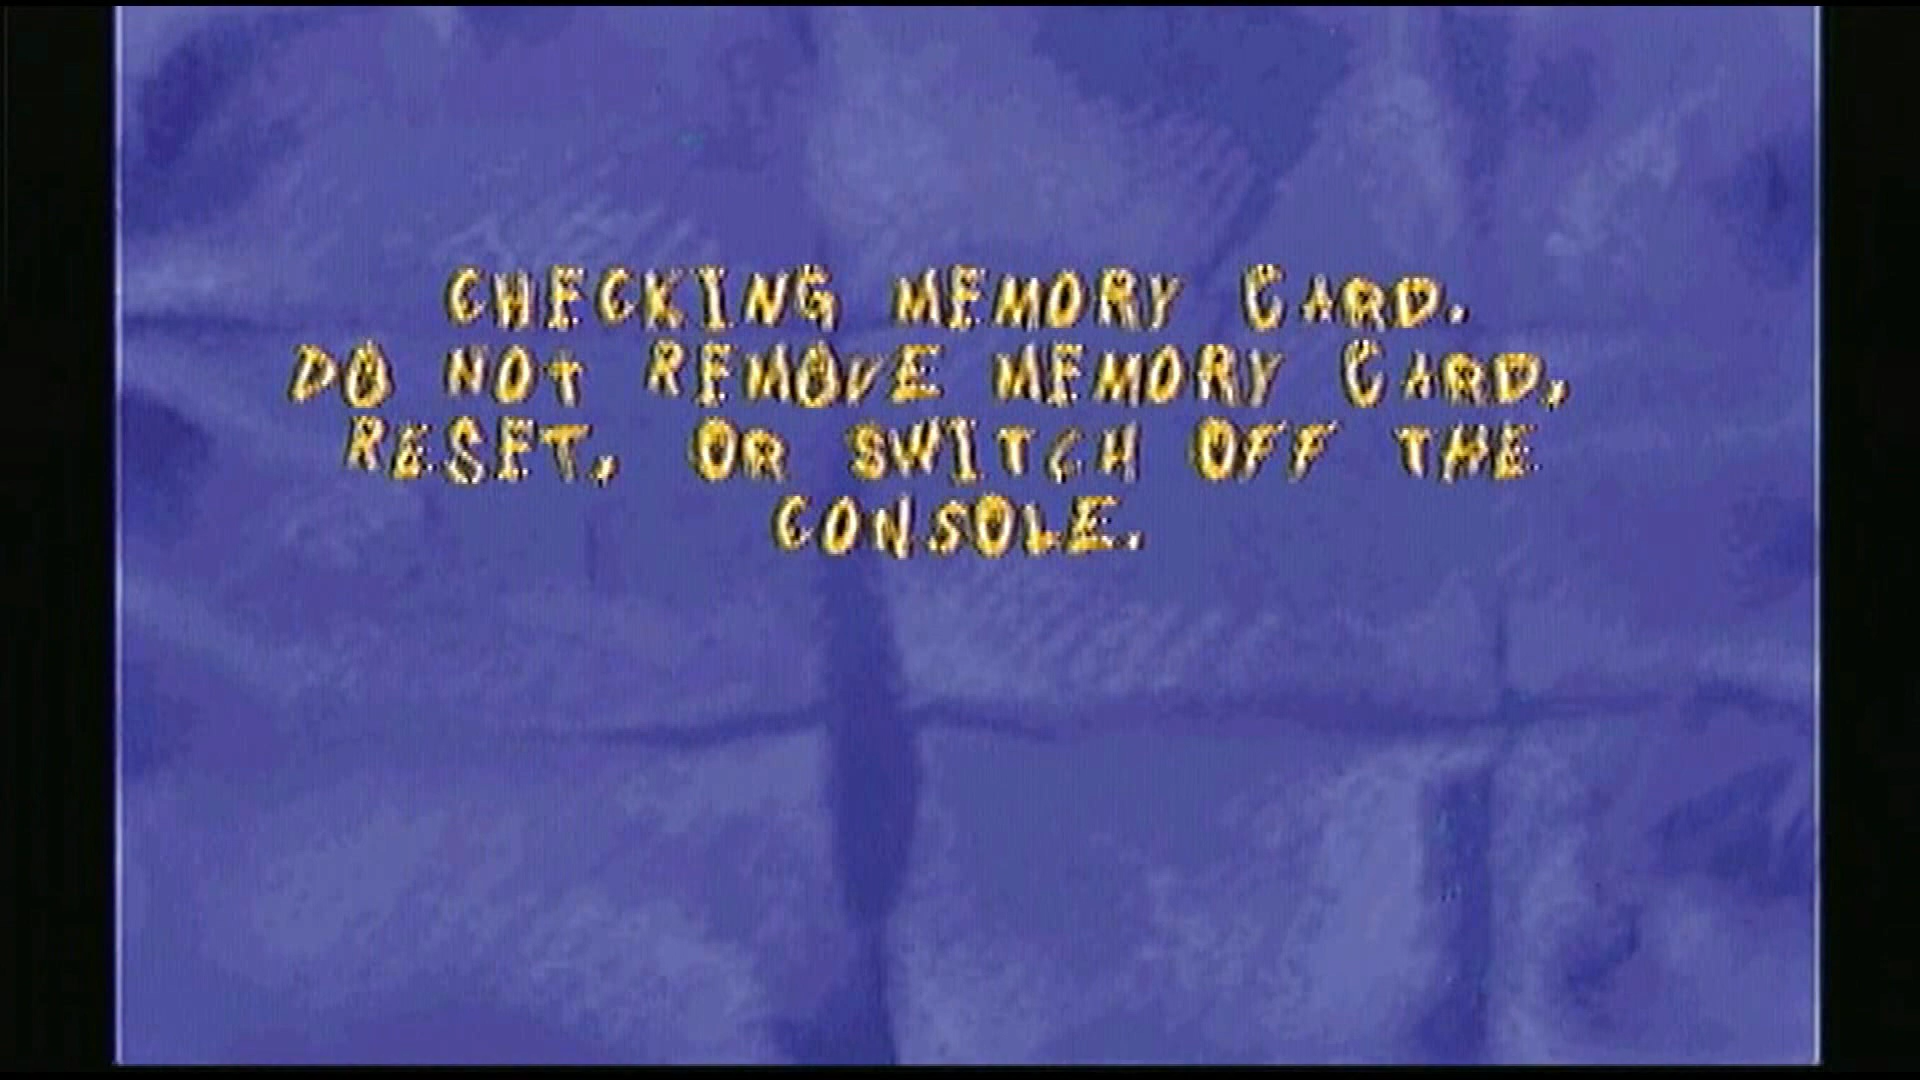 CHECKING MEMORY CARD.
DO NOT REMOVE MEMORY CARD,
RESET, OR SWITCH OFF THE
CONSOLE.